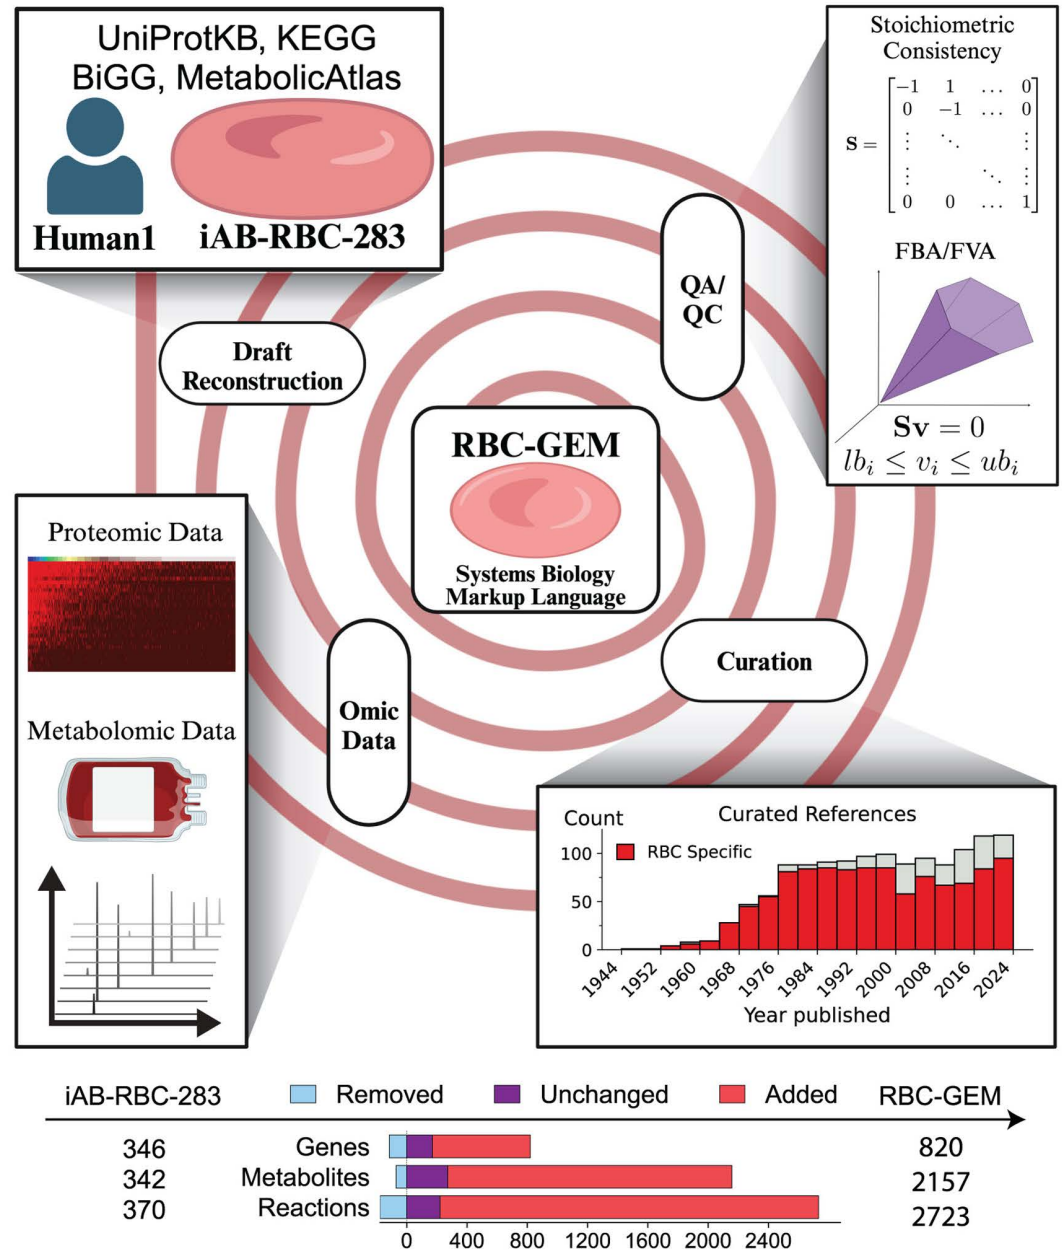 UniProtKB, KEGG
BiGG, MetabolicAtlas
Human1
iAB-RBC-283
Stoichiometric
Consistency
S =
−1 1 … 0
0 −1 … 0
⋮ ⋱ ⋮
⋮ ⋱ ⋮
0 0 … 1
FBA/FVA
Sv = 0
lbᵢ ≤ vᵢ ≤ ubᵢ
QA/
QC
Draft
Reconstruction
RBC-GEM
Systems Biology
Markup Language
Proteomic Data
Metabolomic Data
Omic
Data
Curation
Count
Curated References
RBC Specific
100
50
0
1944 1952 1960 1968 1976 1984 1992 2000 2008 2016 2024
Year published
iAB-RBC-283 Removed Unchanged Added RBC-GEM
346 Genes 820
342 Metabolites 2157
370 Reactions 2723
0 400 800 1200 1600 2000 2400